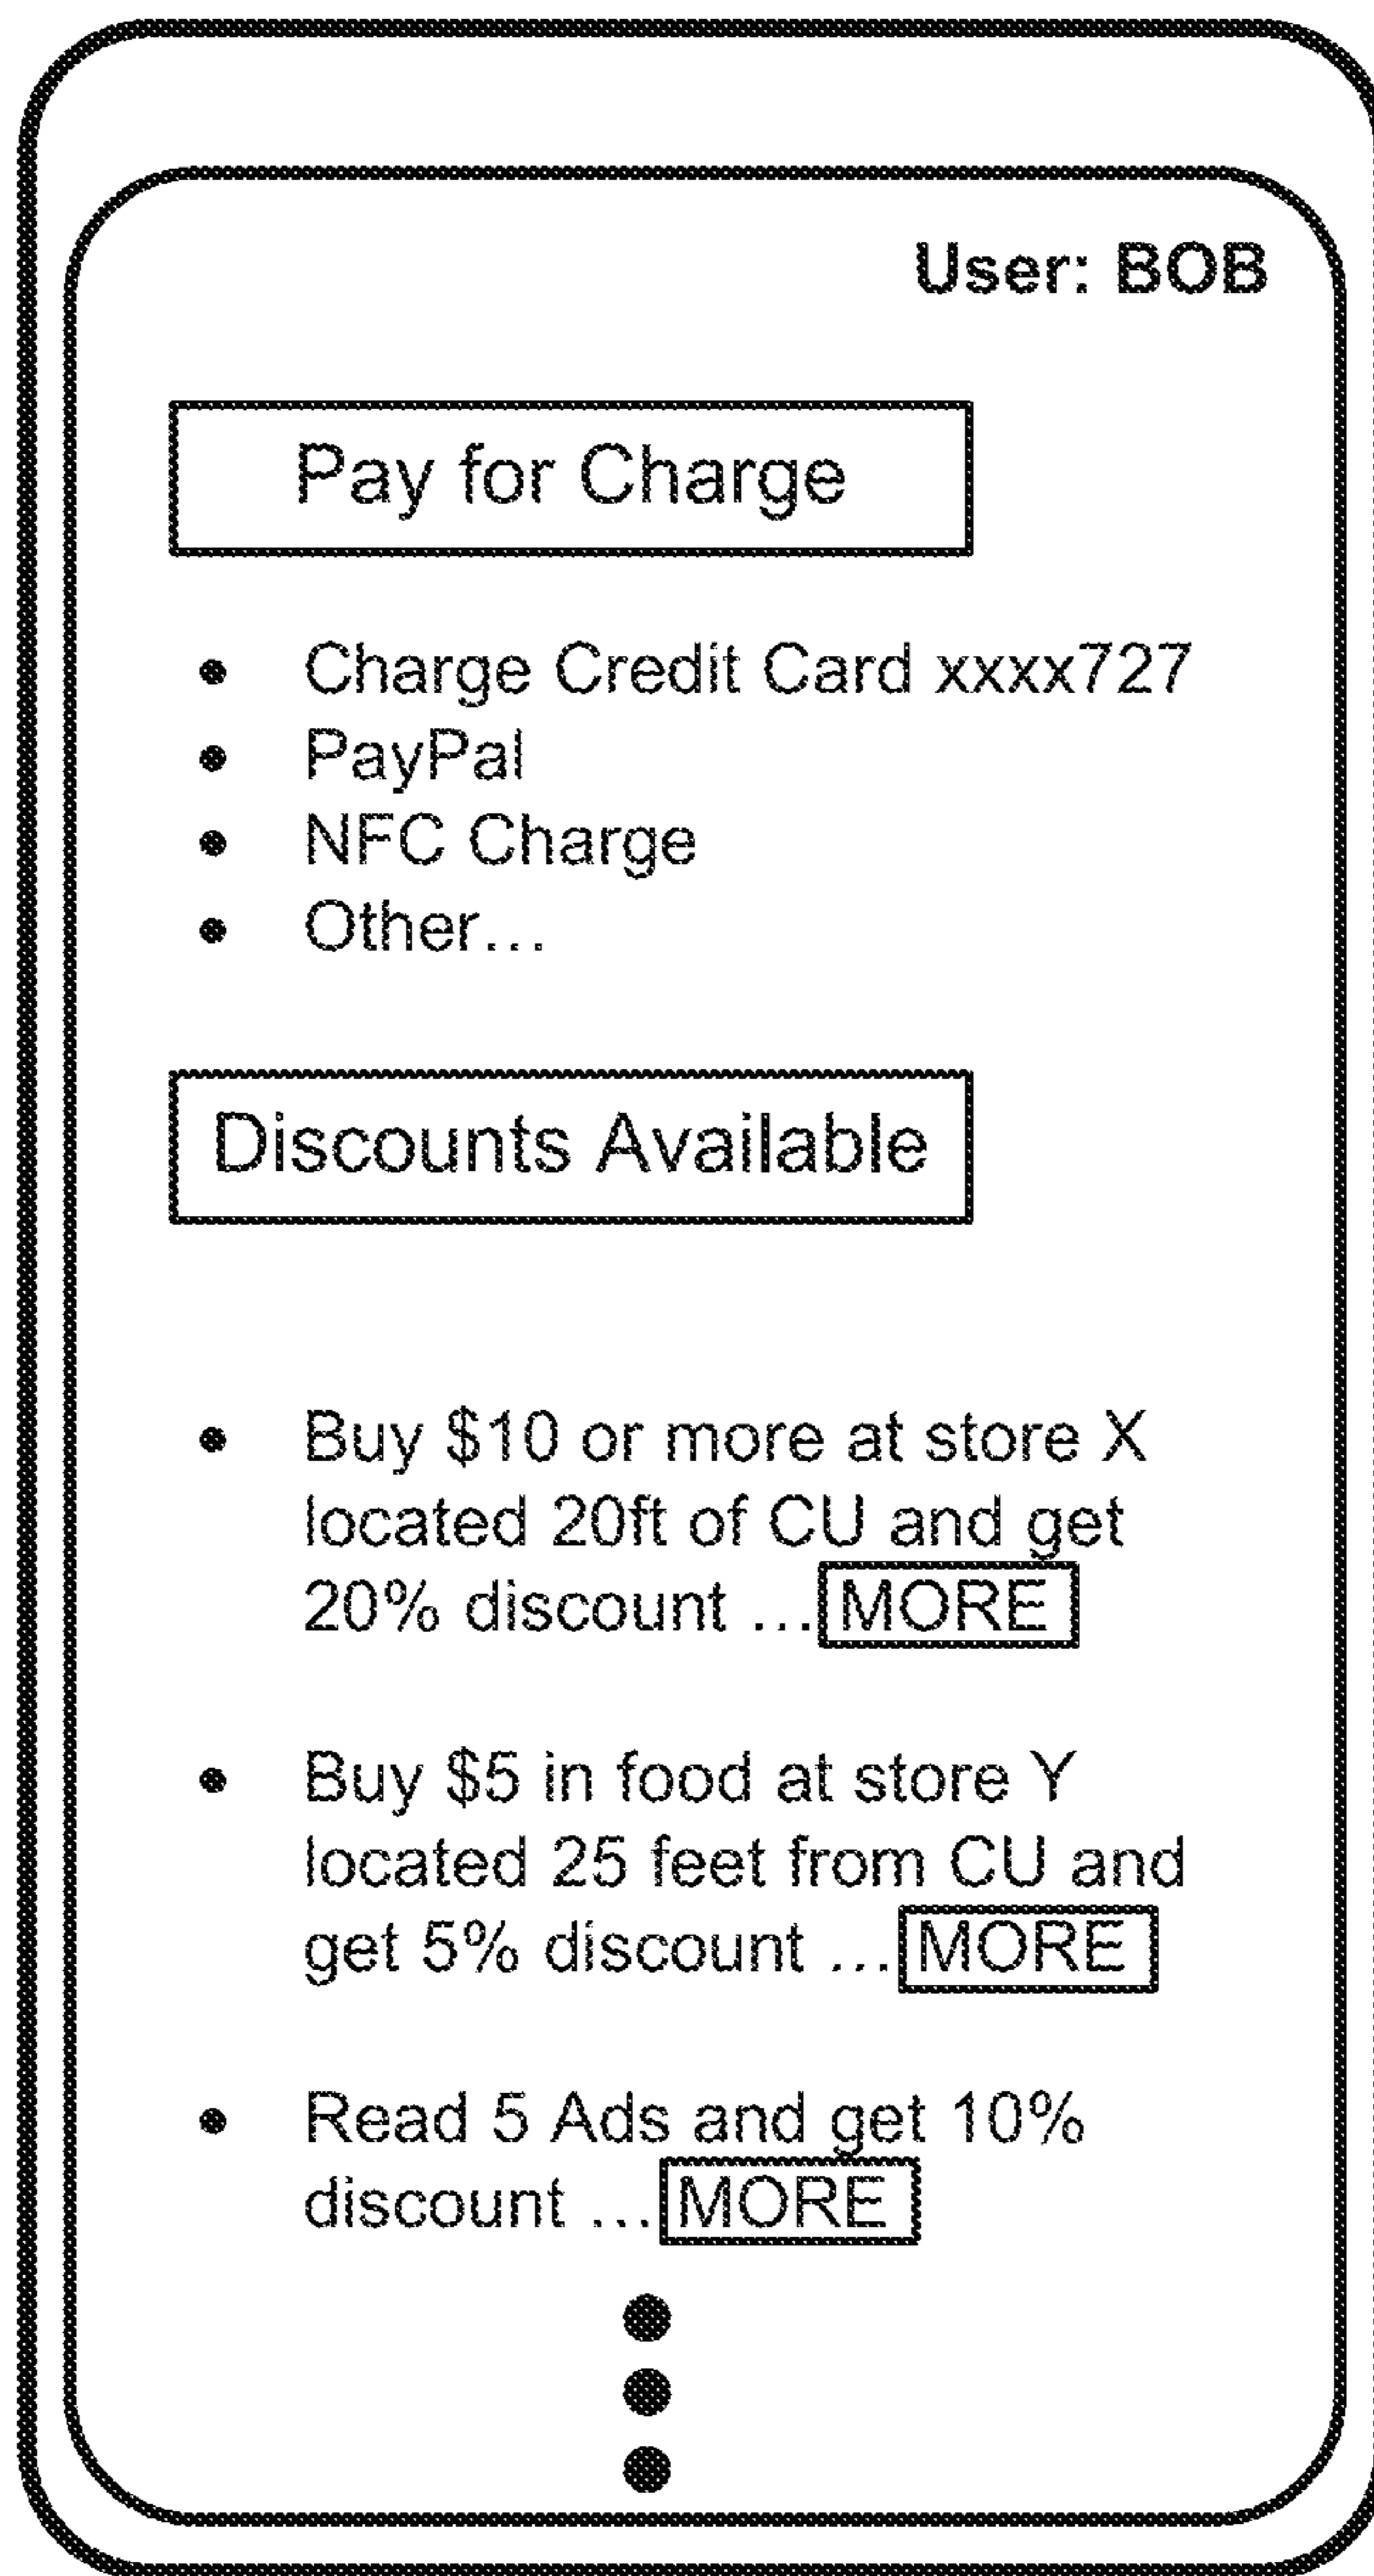 User: BOB
Pay for Charge
• Charge Credit Card xxxx727
• PayPal
• NFC Charge
• Other...
Discounts Available
• Buy $10 or more at store X
located 20ft of CU and get
20% discount ... MORE
• Buy $5 in food at store Y
located 25 feet from CU and
get 5% discount ... MORE
• Read 5 Ads and get 10%
discount ... MORE